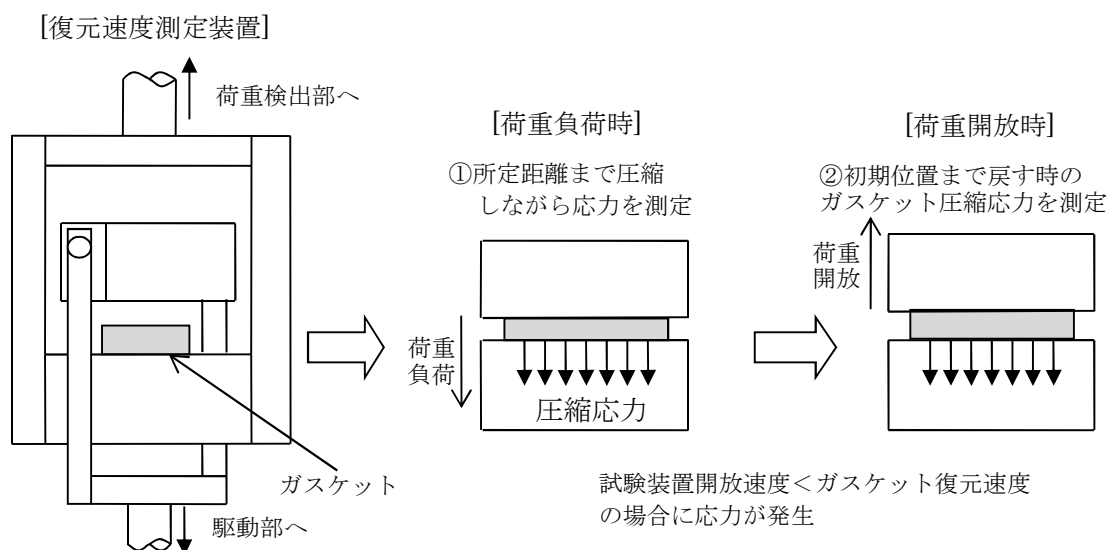 [復元速度測定装置]
荷重検出部へ
ガスケット
駆動部へ
[荷重負荷時]
①所定距離まで圧縮
しながら応力を測定
荷重
負荷
圧縮応力
[荷重開放時]
②初期位置まで戻す時の
ガスケット圧縮応力を測定
荷重
開放
試験装置開放速度<ガスケット復元速度
の場合に応力が発生